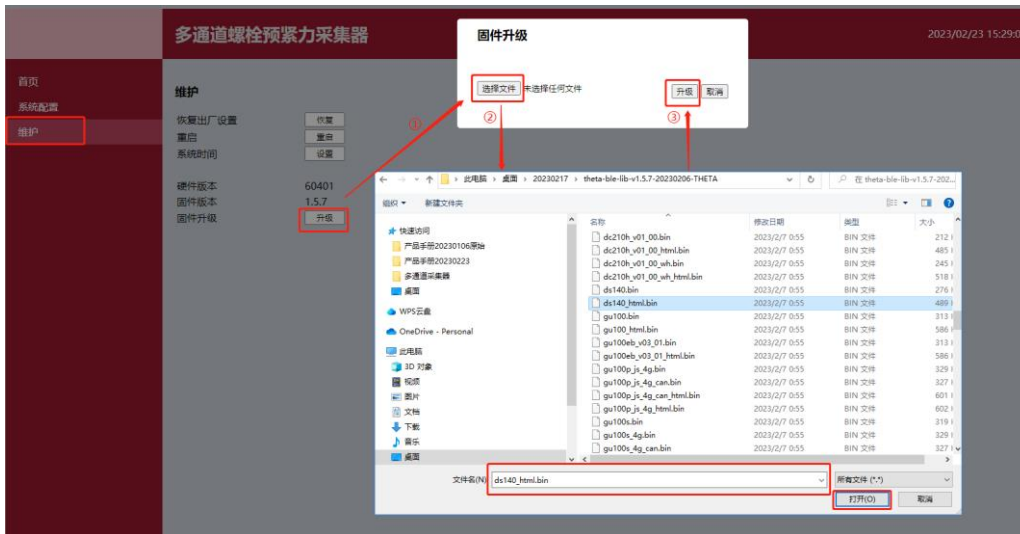 多通道螺栓预紧力采集器
2023/02/23 15:29:0
首页
系统配置
维护
维护
恢复出厂设置 恢复
重启 重启
系统时间 设置
硬件版本 60401
固件版本 1.5.7
固件升级 升级
①
固件升级
选择文件 未选择任何文件
升级 取消
②
③
此电脑 > 桌面 > 20230217 > theta-ble-lib-v1.5.7-20230206-THETA
在 theta-ble-lib-v1.5.7-202...
组织 新建文件夹
快速访问
产品手册20230106原始
产品手册20230223
多通道采集器
桌面
WPS云盘
OneDrive - Personal
此电脑
3D 对象
视频
图片
文档
下载
音乐
桌面
名称 修改日期 类型 大小
dc210h_v01_00.bin 2023/2/7 0:55 BIN 文件 212
dc210h_v01_00_html.bin 2023/2/7 0:55 BIN 文件 485
dc210h_v01_00_wh.bin 2023/2/7 0:55 BIN 文件 245
dc210h_v01_00_wh_html.bin 2023/2/7 0:55 BIN 文件 518
ds140.bin 2023/2/7 0:55 BIN 文件 276
ds140_html.bin 2023/2/7 0:55 BIN 文件 489
gu100.bin 2023/2/7 0:55 BIN 文件 313
gu100_html.bin 2023/2/7 0:55 BIN 文件 586
gu100eb_v03_01.bin 2023/2/7 0:55 BIN 文件 313
gu100eb_v03_01_html.bin 2023/2/7 0:55 BIN 文件 586
gu100p_js_4g.bin 2023/2/7 0:55 BIN 文件 329
gu100p_js_4g_can.bin 2023/2/7 0:55 BIN 文件 327
gu100p_js_4g_can_html.bin 2023/2/7 0:55 BIN 文件 601
gu100p_js_4g_html.bin 2023/2/7 0:55 BIN 文件 602
gu100s.bin 2023/2/7 0:55 BIN 文件 319
gu100s_4g.bin 2023/2/7 0:55 BIN 文件 329
gu100s_4g_can.bin 2023/2/7 0:55 BIN 文件 327
文件名(N): ds140_html.bin
所有文件 (*.*)
打开(O) 取消